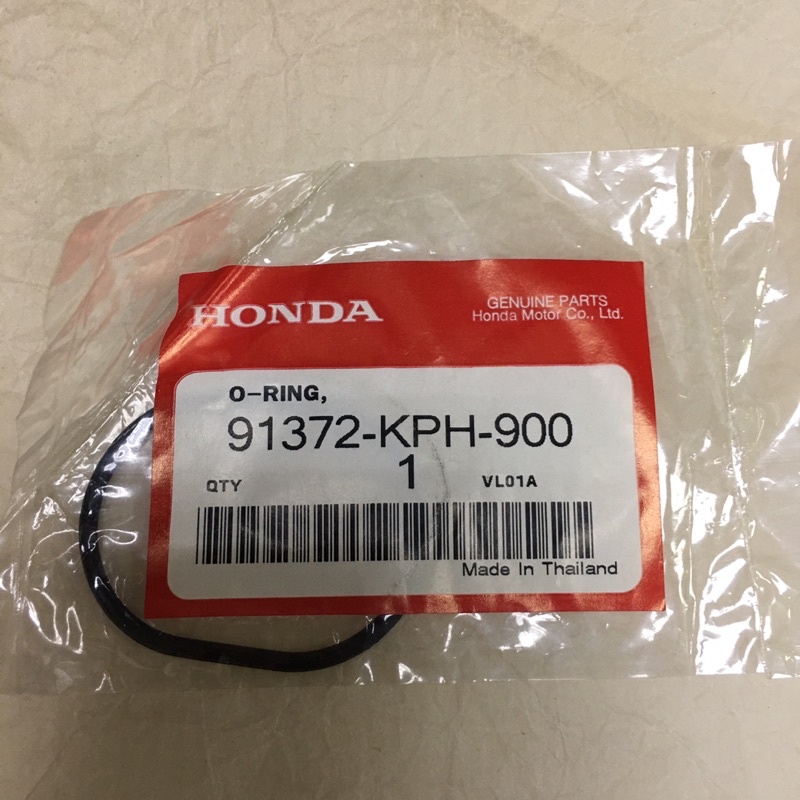 HONDA
GENUINE PARTS
Honda Motor Co., Ltd.
O-RING,
91372-KPH-900
QTY 1 VL01A
Made In Thailand